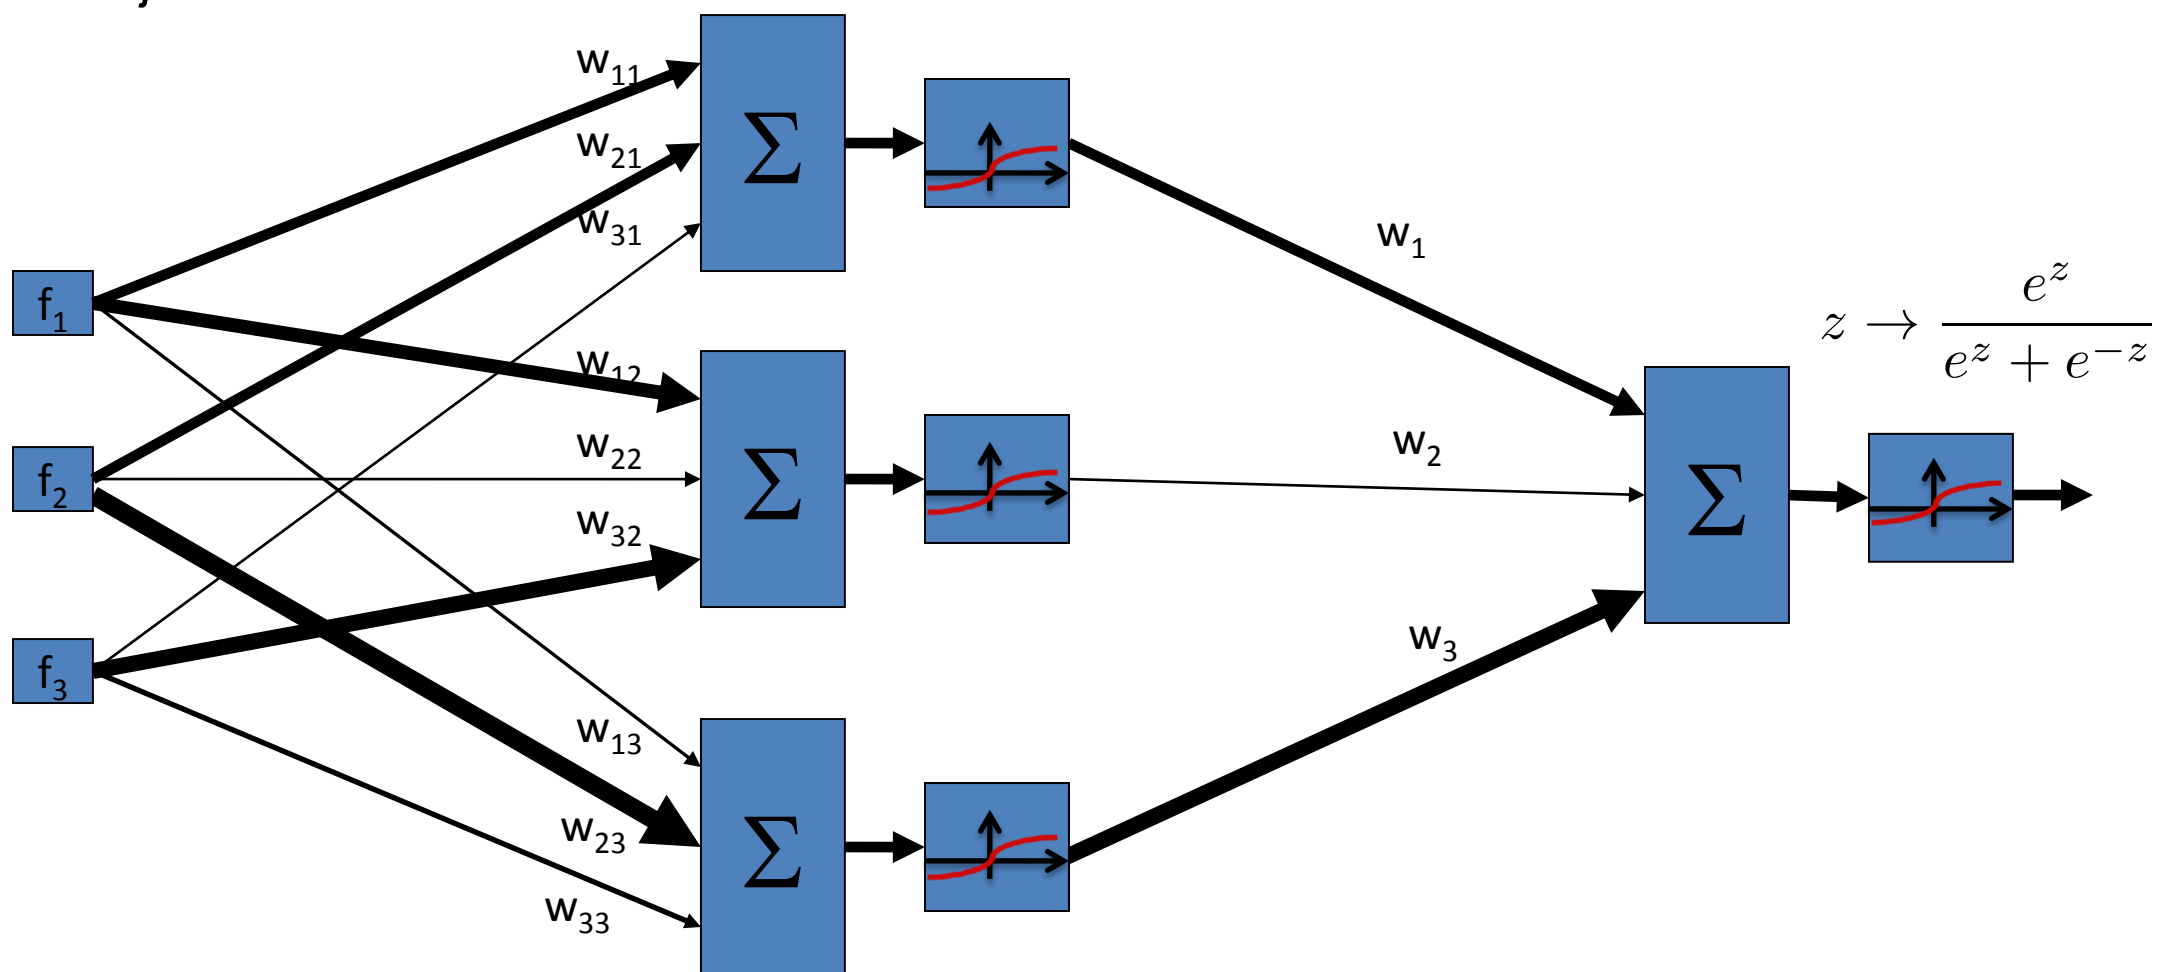 w₁₁
w₂₁
w₃₁
Σ
f₁
w₁₂
w₂₂
w₃₂
Σ
f₂
f₃
w₁₃
w₂₃
w₃₃
Σ
w₁
w₂
w₃
Σ
z → e^z / (e^z + e^{-z})